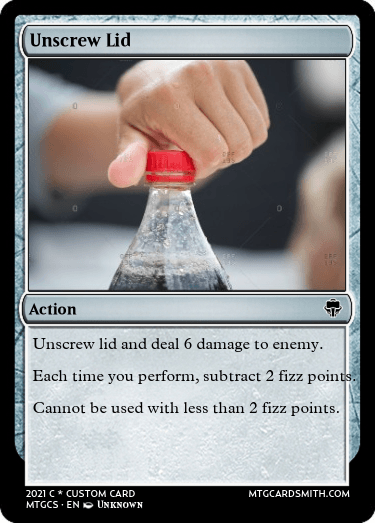 Unscrew Lid
Action
Unscrew lid and deal 6 damage to enemy.
Each time you perform, subtract 2 fizz points.
Cannot be used with less than 2 fizz points.
2021 C * CUSTOM CARD
MTGCARDSMITH.COM
MTGCS · EN Unknown